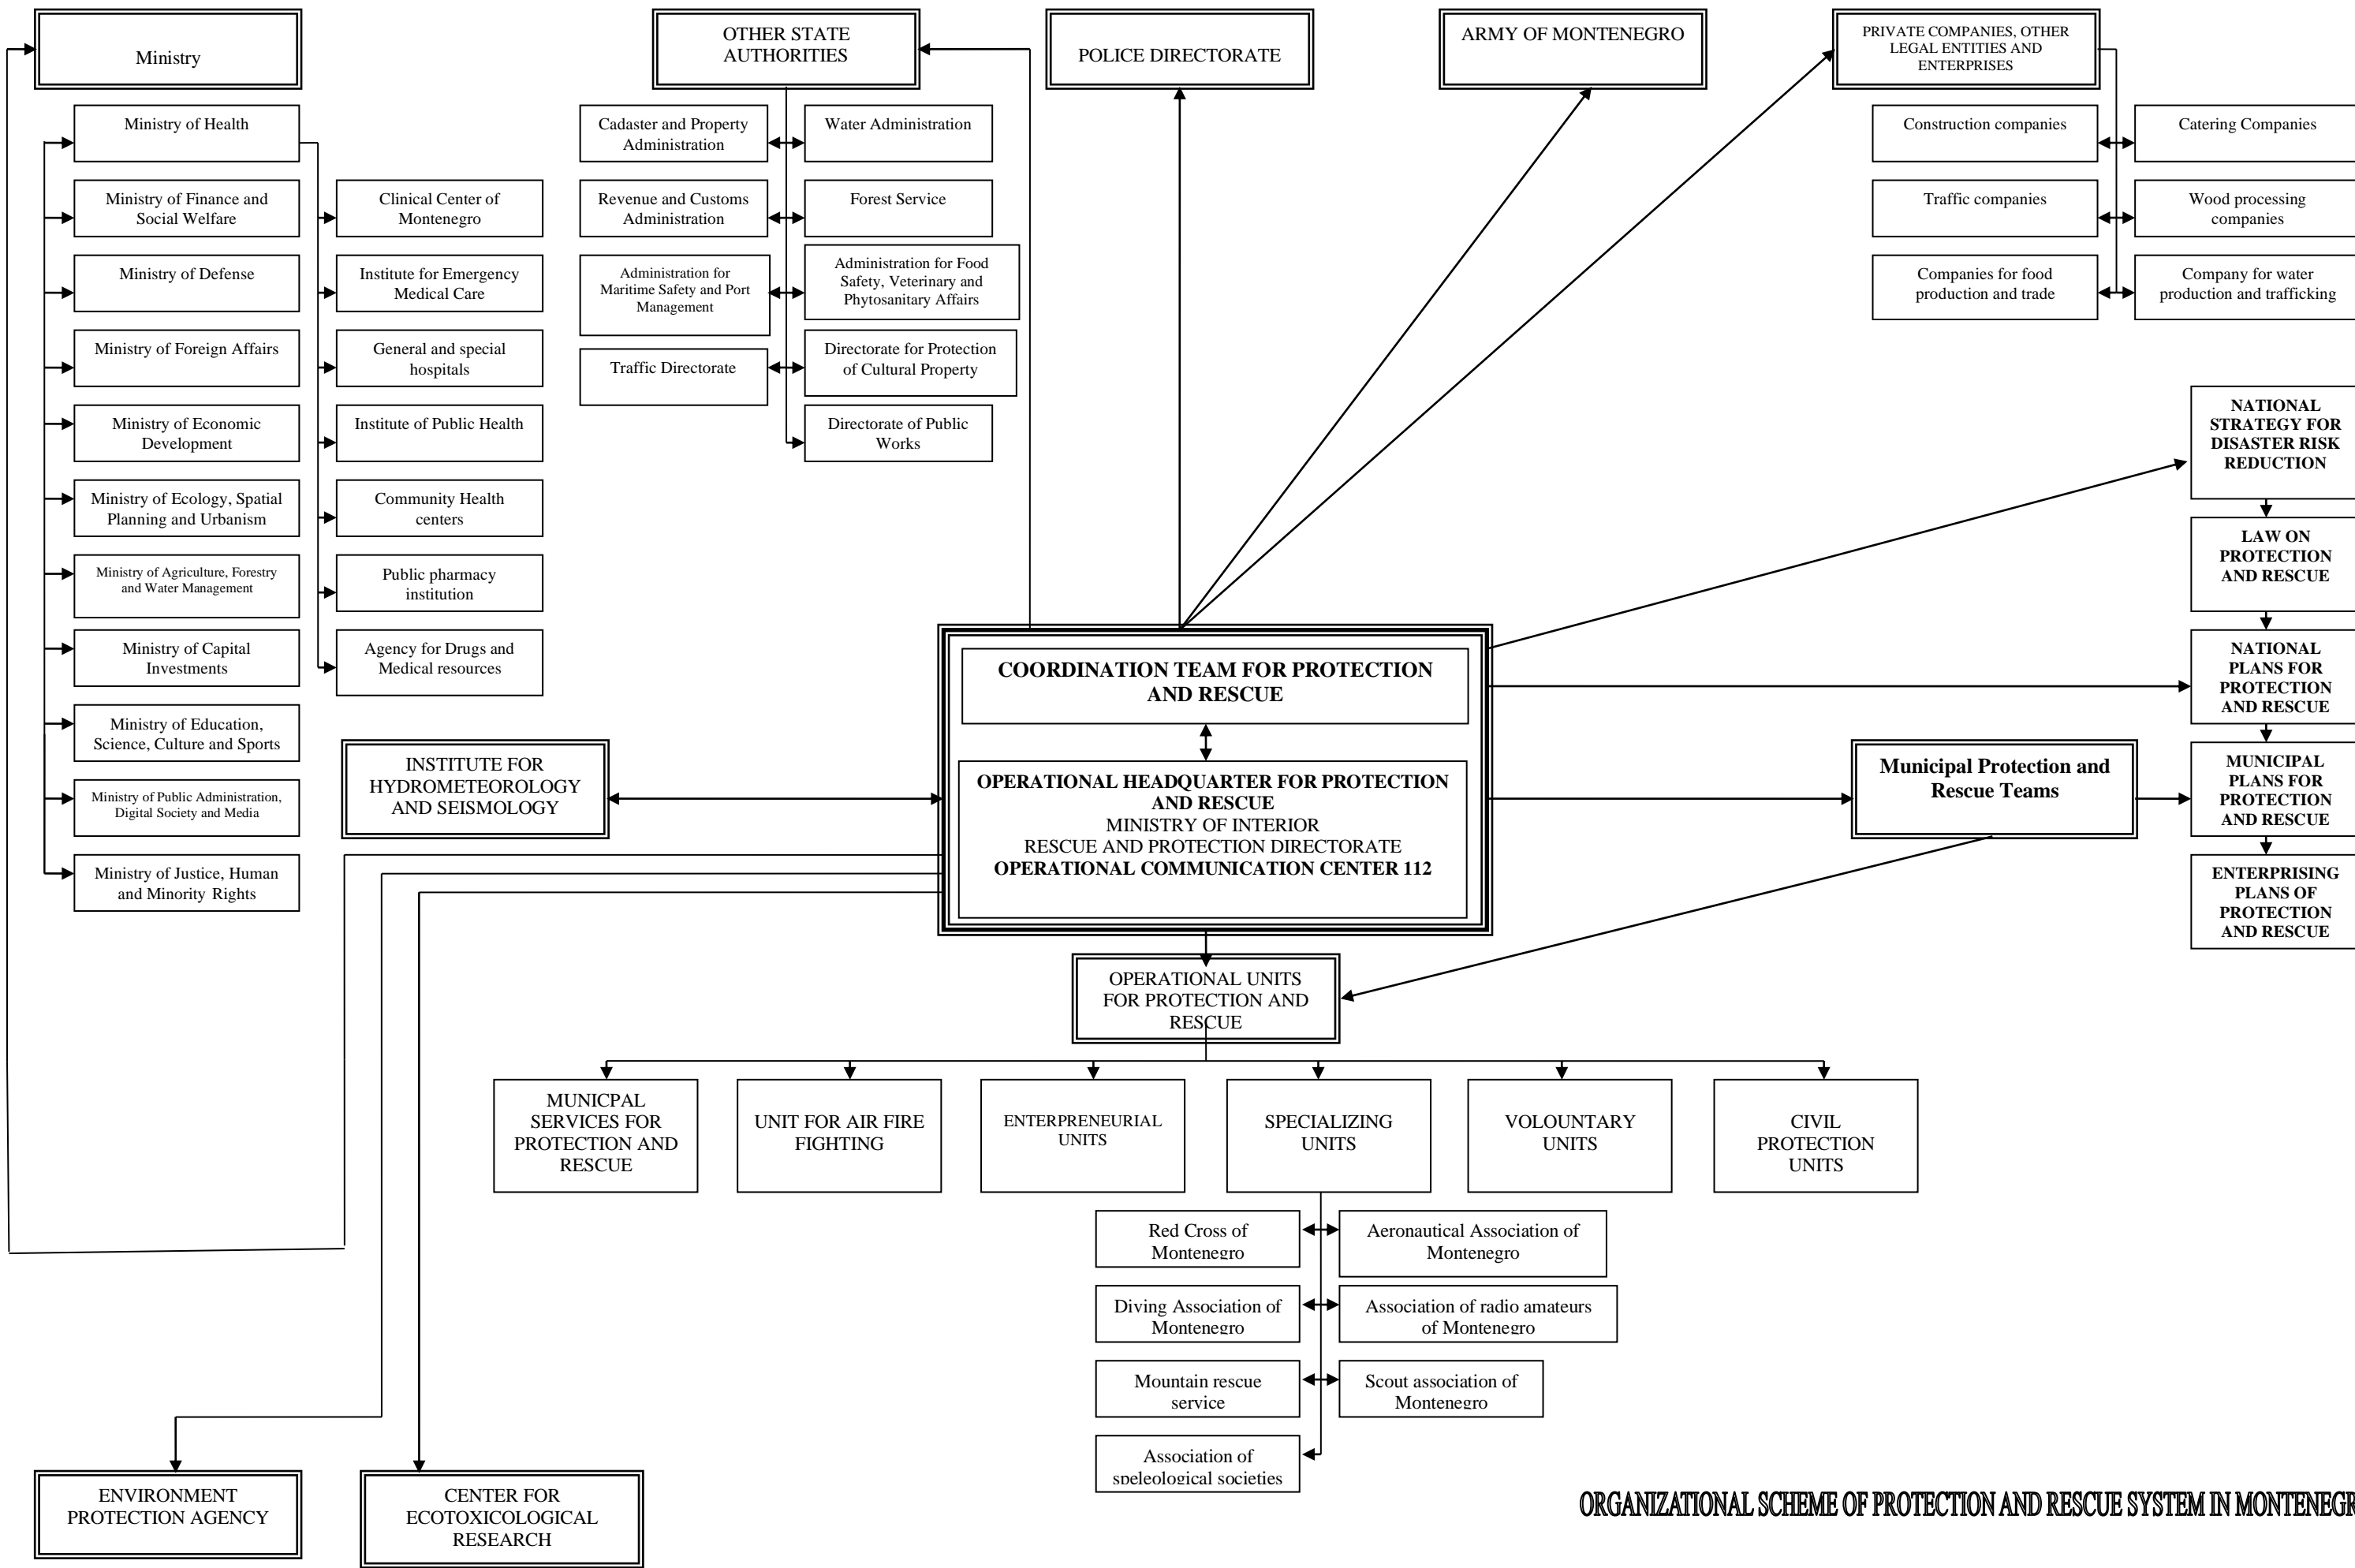 Ministry
OTHER STATE
AUTHORITIES
POLICE DIRECTORATE
ARMY OF MONTENEGRO
PRIVATE COMPANIES, OTHER
LEGAL ENTITIES AND
ENTERPRISES
Ministry of Health
Ministry of Finance and
Social Welfare
Ministry of Defense
Ministry of Foreign Affairs
Ministry of Economic
Development
Ministry of Ecology, Spatial
Planning and Urbanism
Ministry of Agriculture, Forestry
and Water Management
Ministry of Capital
Investments
Ministry of Education,
Science, Culture and Sports
Ministry of Public Administration,
Digital Society and Media
Ministry of Justice, Human
and Minority Rights
Clinical Center of
Montenegro
Institute for Emergency
Medical Care
General and special
hospitals
Institute of Public Health
Community Health
centers
Public pharmacy
institution
Agency for Drugs and
Medical resources
Cadaster and Property
Administration
Water Administration
Revenue and Customs
Administration
Forest Service
Administration for
Maritime Safety and Port
Management
Administration for Food
Safety, Veterinary and
Phytosanitary Affairs
Traffic Directorate
Directorate for Protection
of Cultural Property
Directorate of Public
Works
Construction companies
Catering Companies
Traffic companies
Wood processing
companies
Companies for food
production and trade
Company for water
production and trafficking
NATIONAL
STRATEGY FOR
DISASTER RISK
REDUCTION
LAW ON
PROTECTION
AND RESCUE
NATIONAL
PLANS FOR
PROTECTION
AND RESCUE
MUNICIPAL
PLANS FOR
PROTECTION
AND RESCUE
ENTERPRISING
PLANS OF
PROTECTION
AND RESCUE
COORDINATION TEAM FOR PROTECTION
AND RESCUE
OPERATIONAL HEADQUARTER FOR PROTECTION
AND RESCUE
MINISTRY OF INTERIOR
RESCUE AND PROTECTION DIRECTORATE
OPERATIONAL COMMUNICATION CENTER 112
INSTITUTE FOR
HYDROMETEOROLOGY
AND SEISMOLOGY
Municipal Protection and
Rescue Teams
OPERATIONAL UNITS
FOR PROTECTION AND
RESCUE
MUNICPAL
SERVICES FOR
PROTECTION AND
RESCUE
UNIT FOR AIR FIRE
FIGHTING
ENTERPRENEURIAL
UNITS
SPECIALIZING
UNITS
VOLOUNTARY
UNITS
CIVIL
PROTECTION
UNITS
Red Cross of
Montenegro
Aeronautical Association of
Montenegro
Diving Association of
Montenegro
Association of radio amateurs
of Montenegro
Mountain rescue
service
Scout association of
Montenegro
Association of
speleological societies
ENVIRONMENT
PROTECTION AGENCY
CENTER FOR
ECOTOXICOLOGICAL
RESEARCH
ORGANIZATIONAL SCHEME OF PROTECTION AND RESCUE SYSTEM IN